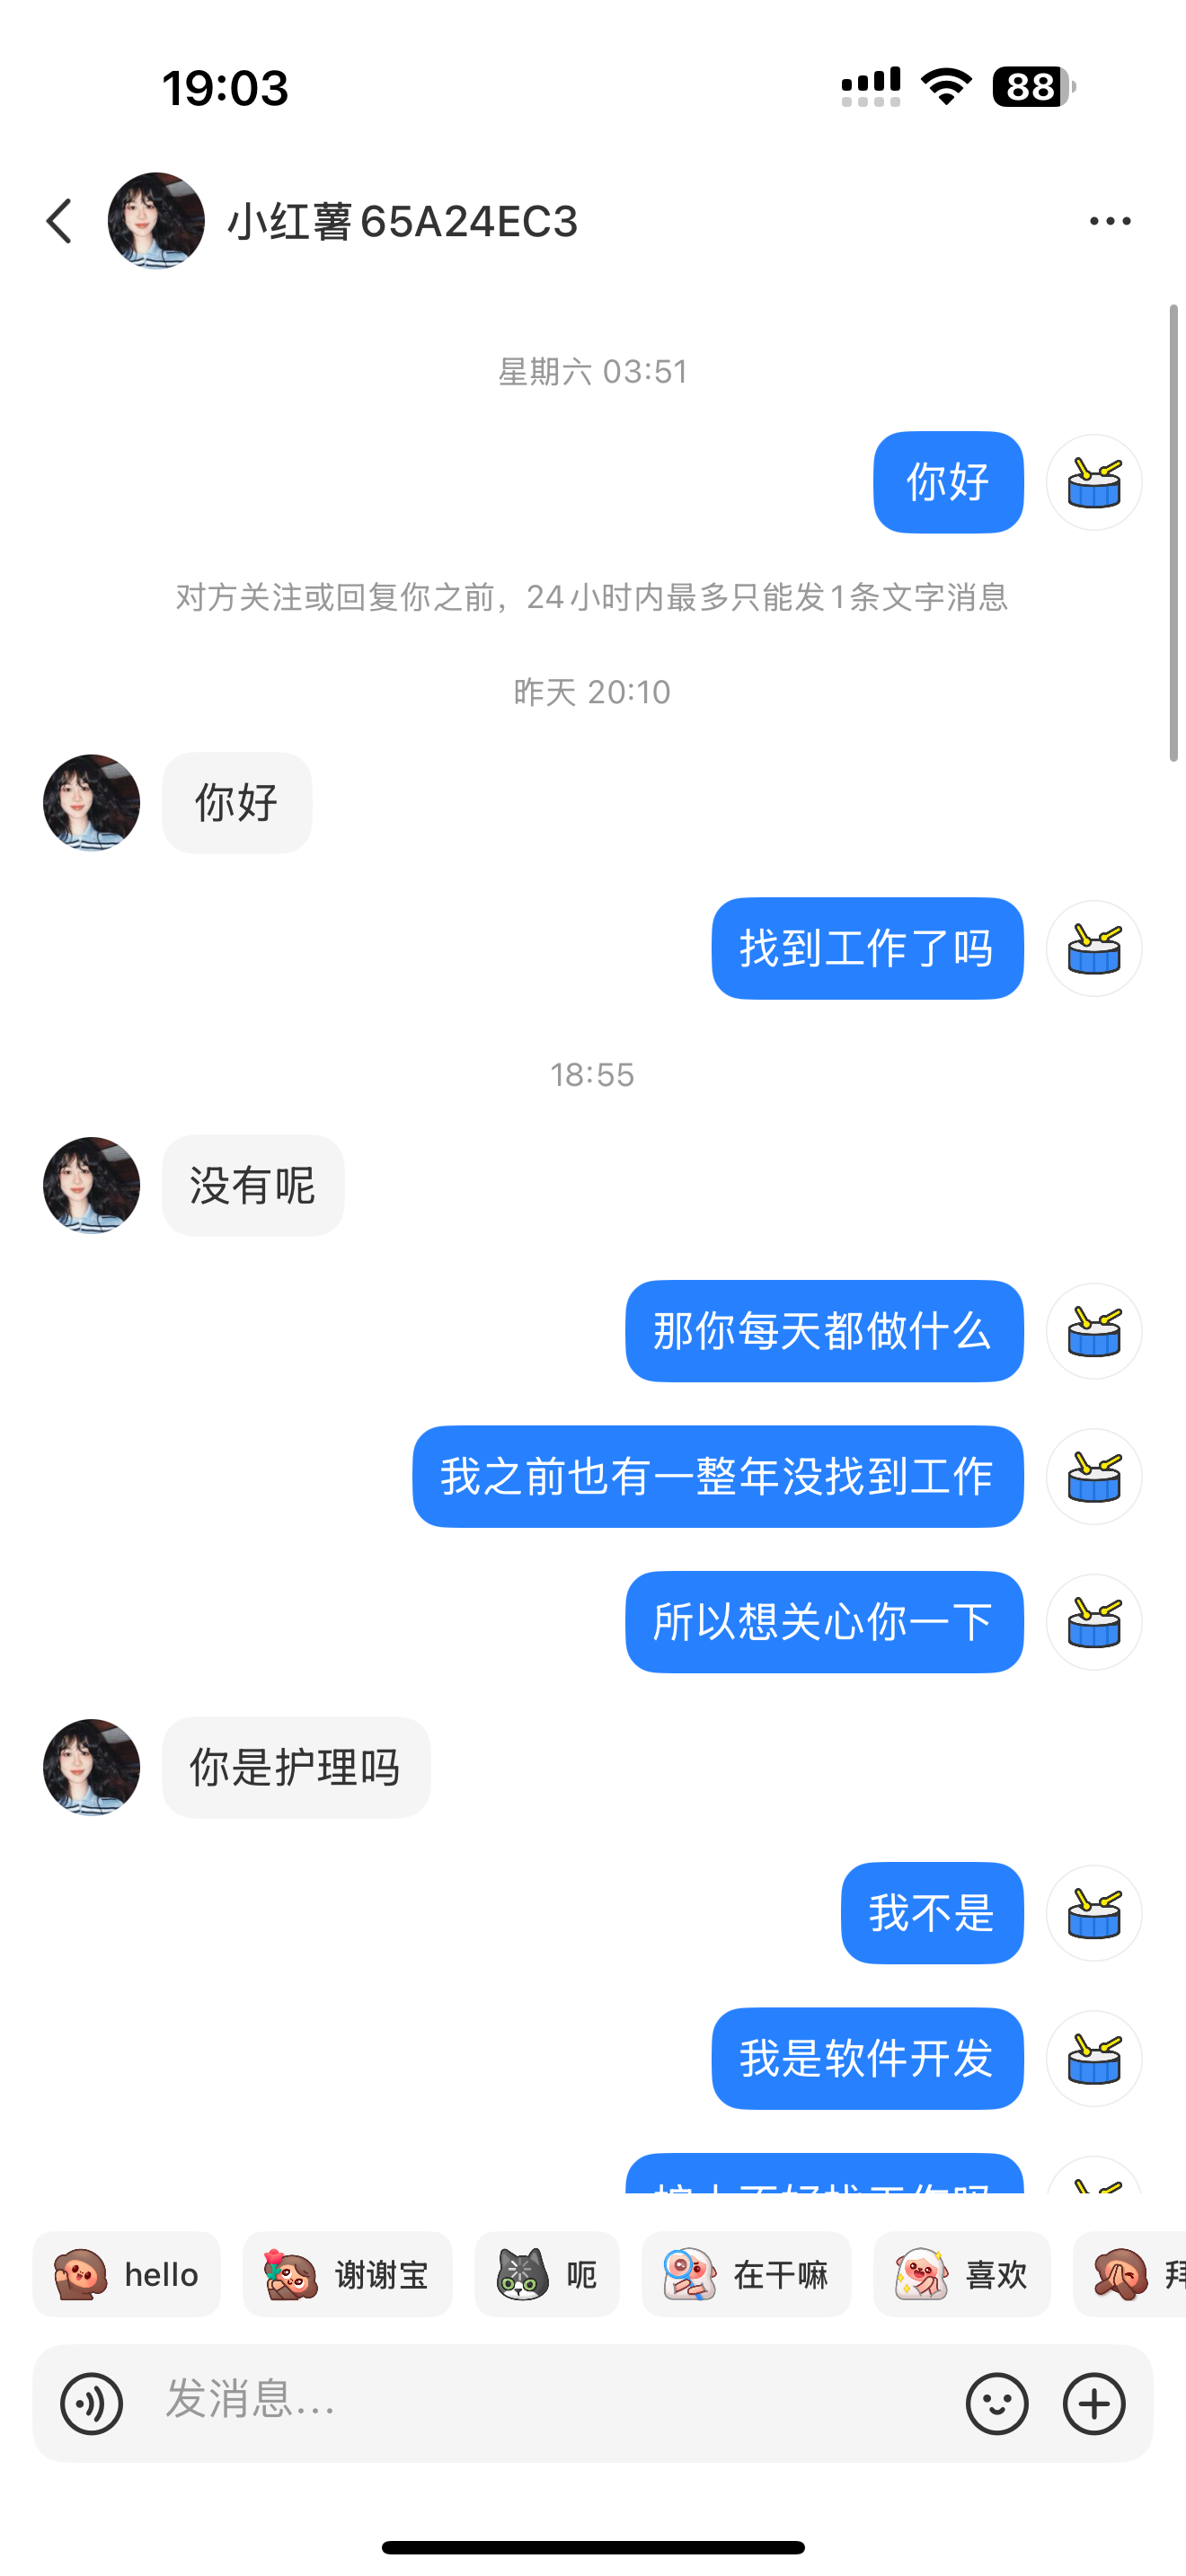 19:03
88
小红薯65A24EC3
星期六 03:51
你好
对方关注或回复你之前，24小时内最多只能发1条文字消息
昨天 20:10
你好
找到工作了吗
18:55
没有呢
那你每天都做什么
我之前也有一整年没找到工作
所以想关心你一下
你是护理吗
我不是
我是软件开发
hello
谢谢宝
呃
在干嘛
喜欢
拜
发消息...